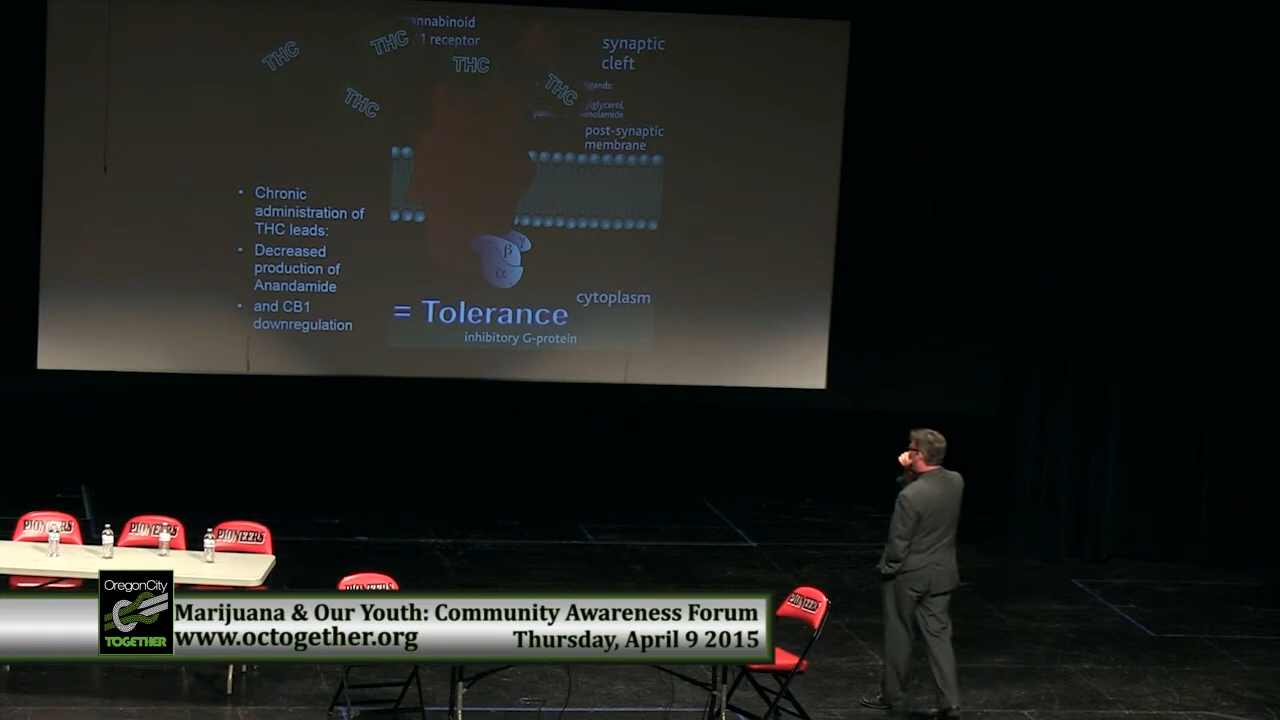 1 receptor
THC
THC
THC
THC
THC
synaptic
cleft
post-synaptic
membrane
• Chronic
administration of
THC leads:
• Decreased
production of
Anandamide
• and CB1
downregulation
γ
β
α
= Tolerance
cytoplasm
inhibitory G-protein
PIONEERS
PIONEERS
PIONEERS
PIONEERS
PIONEERS
OregonCity
TOGETHER
Marijuana & Our Youth: Community Awareness Forum
www.octogether.org
Thursday, April 9 2015